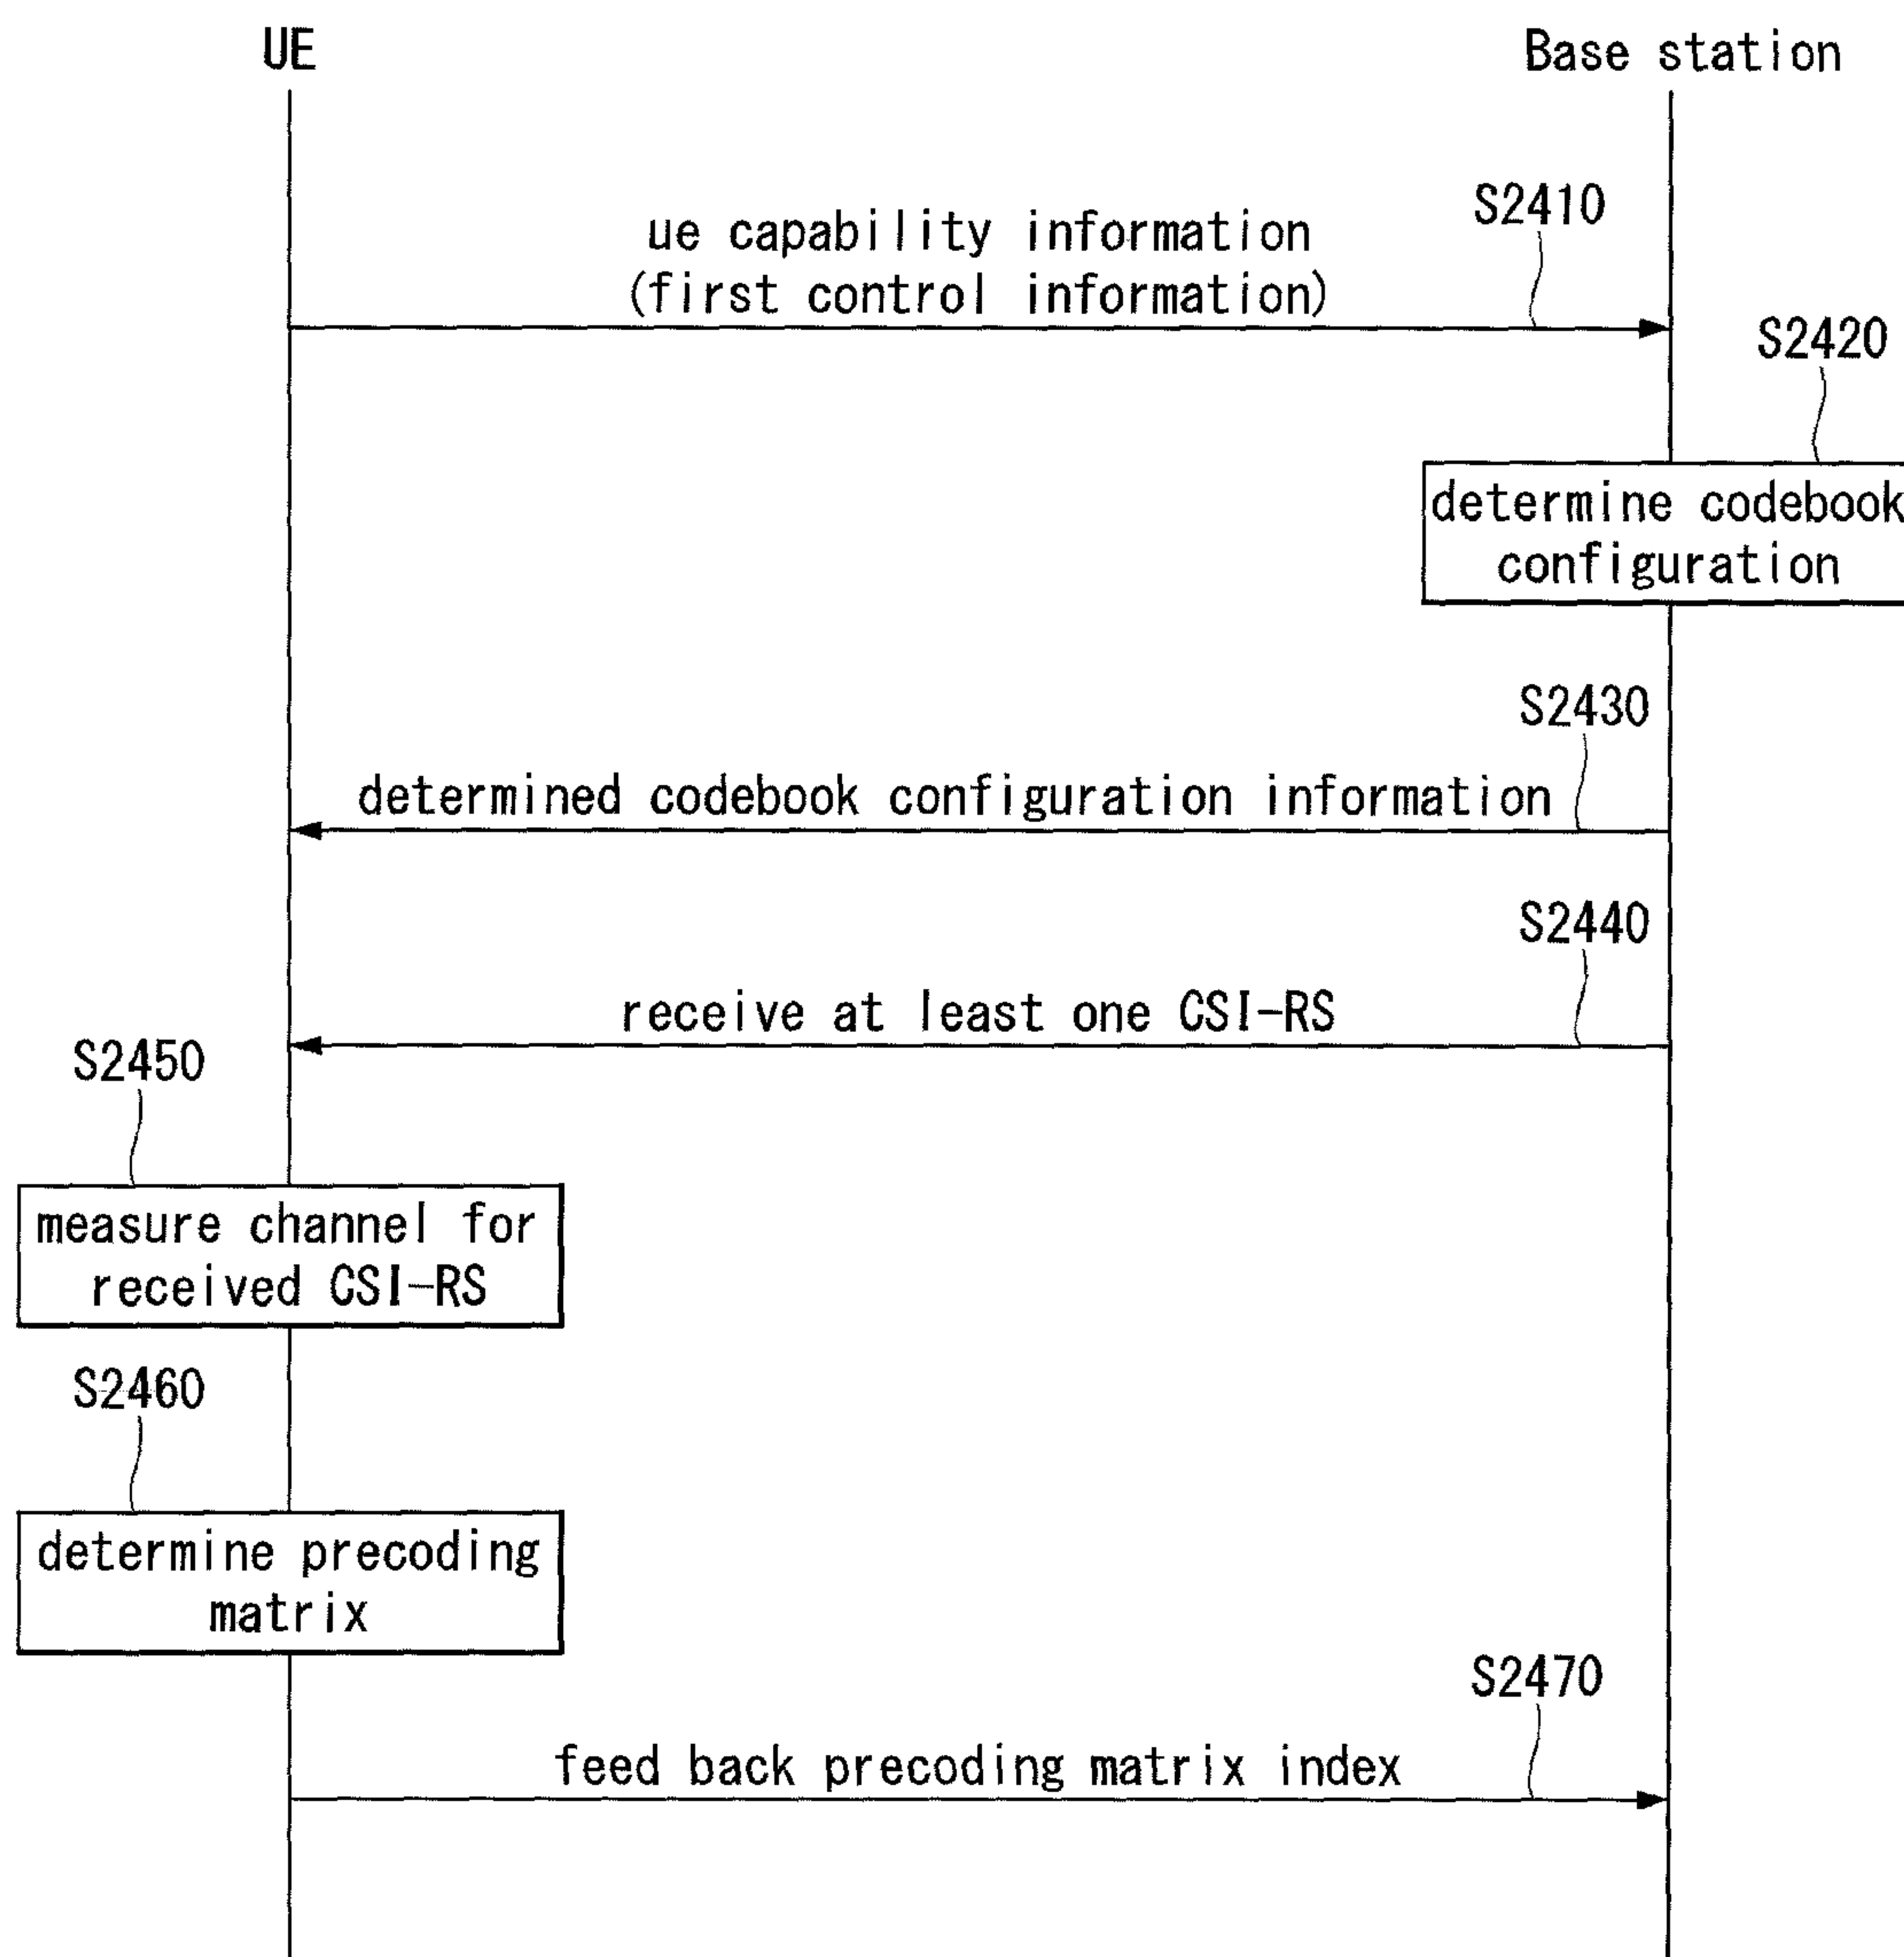 UE
Base station
S2410
ue capability information
(first control information)
S2420
determine codebook
configuration
S2430
determined codebook configuration information
S2440
receive at least one CSI-RS
S2450
measure channel for
received CSI-RS
S2460
determine precoding
matrix
S2470
feed back precoding matrix index